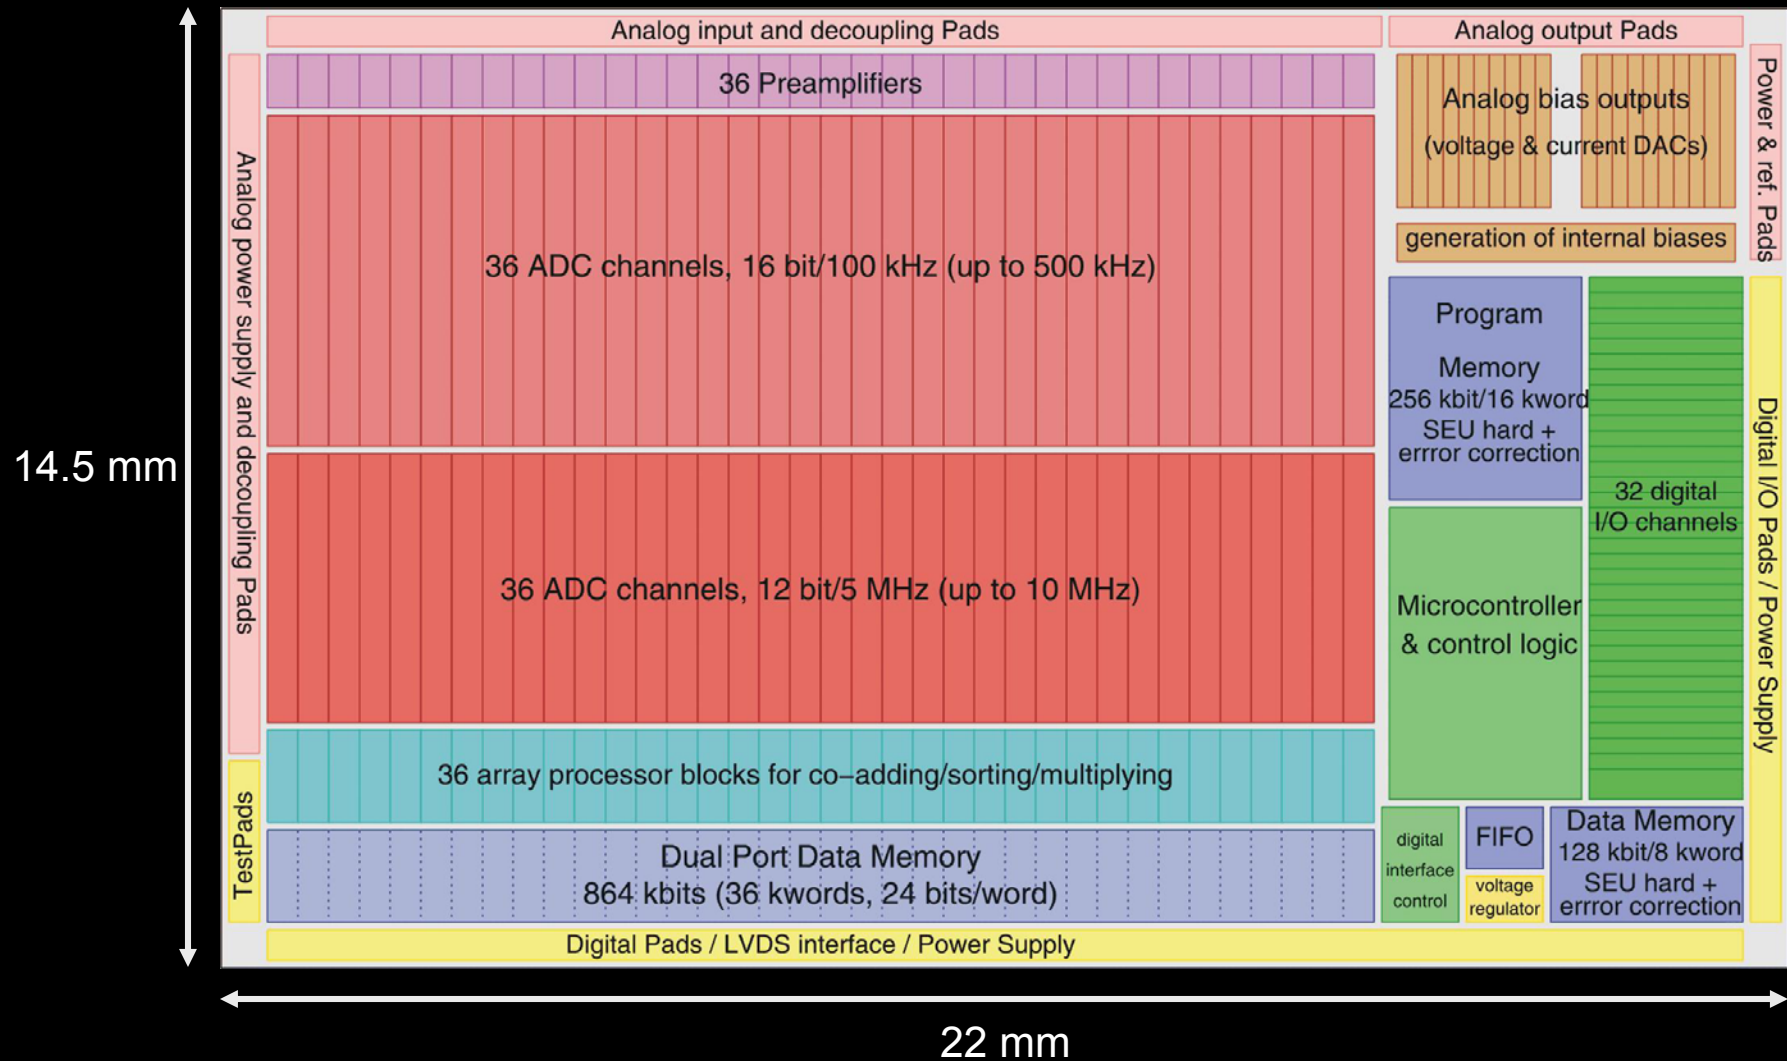 Analog input and decoupling Pads
Analog output Pads
36 Preamplifiers
Analog bias outputs
(voltage & current DACs)
Power & ref. Pads
Analog power supply and decoupling Pads
36 ADC channels, 16 bit/100 kHz (up to 500 kHz)
generation of internal biases
Program
Memory
256 kbit/16 kword
SEU hard +
errror correction
32 digital
I/O channels
Digital I/O Pads / Power Supply
14.5 mm
36 ADC channels, 12 bit/5 MHz (up to 10 MHz)
Microcontroller
& control logic
36 array processor blocks for co–adding/sorting/multiplying
TestPads
Dual Port Data Memory
864 kbits (36 kwords, 24 bits/word)
digital
interface
control
FIFO
voltage
regulator
Data Memory
128 kbit/8 kword
SEU hard +
errror correction
Digital Pads / LVDS interface / Power Supply
22 mm